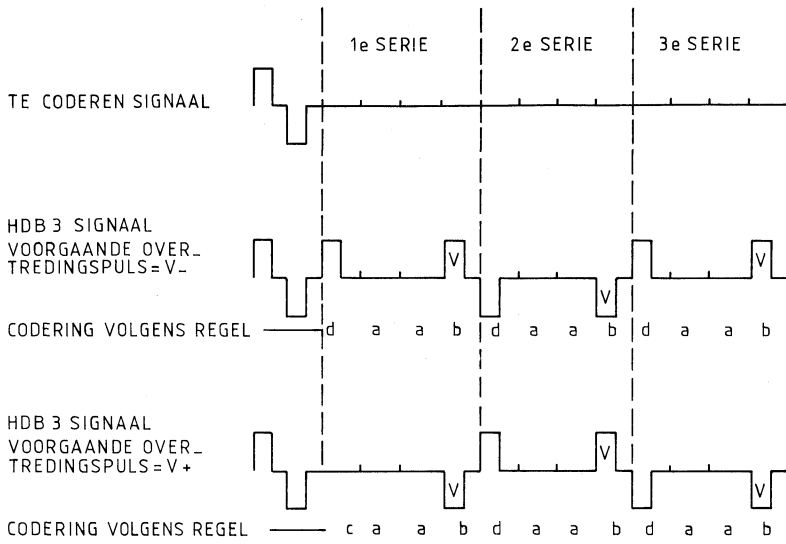 1e SERIE 2e SERIE 3e SERIE
TE CODEREN SIGNAAL
HDB 3 SIGNAAL
VOORGAANDE OVER_
TREDINGSPULS=V_
V V V
CODERING VOLGENS REGEL d a a b d a a b d a a b
HDB 3 SIGNAAL
VOORGAANDE OVER_
TREDINGSPULS=V+
V V V
CODERING VOLGENS REGEL c a a b d a a b d a a b